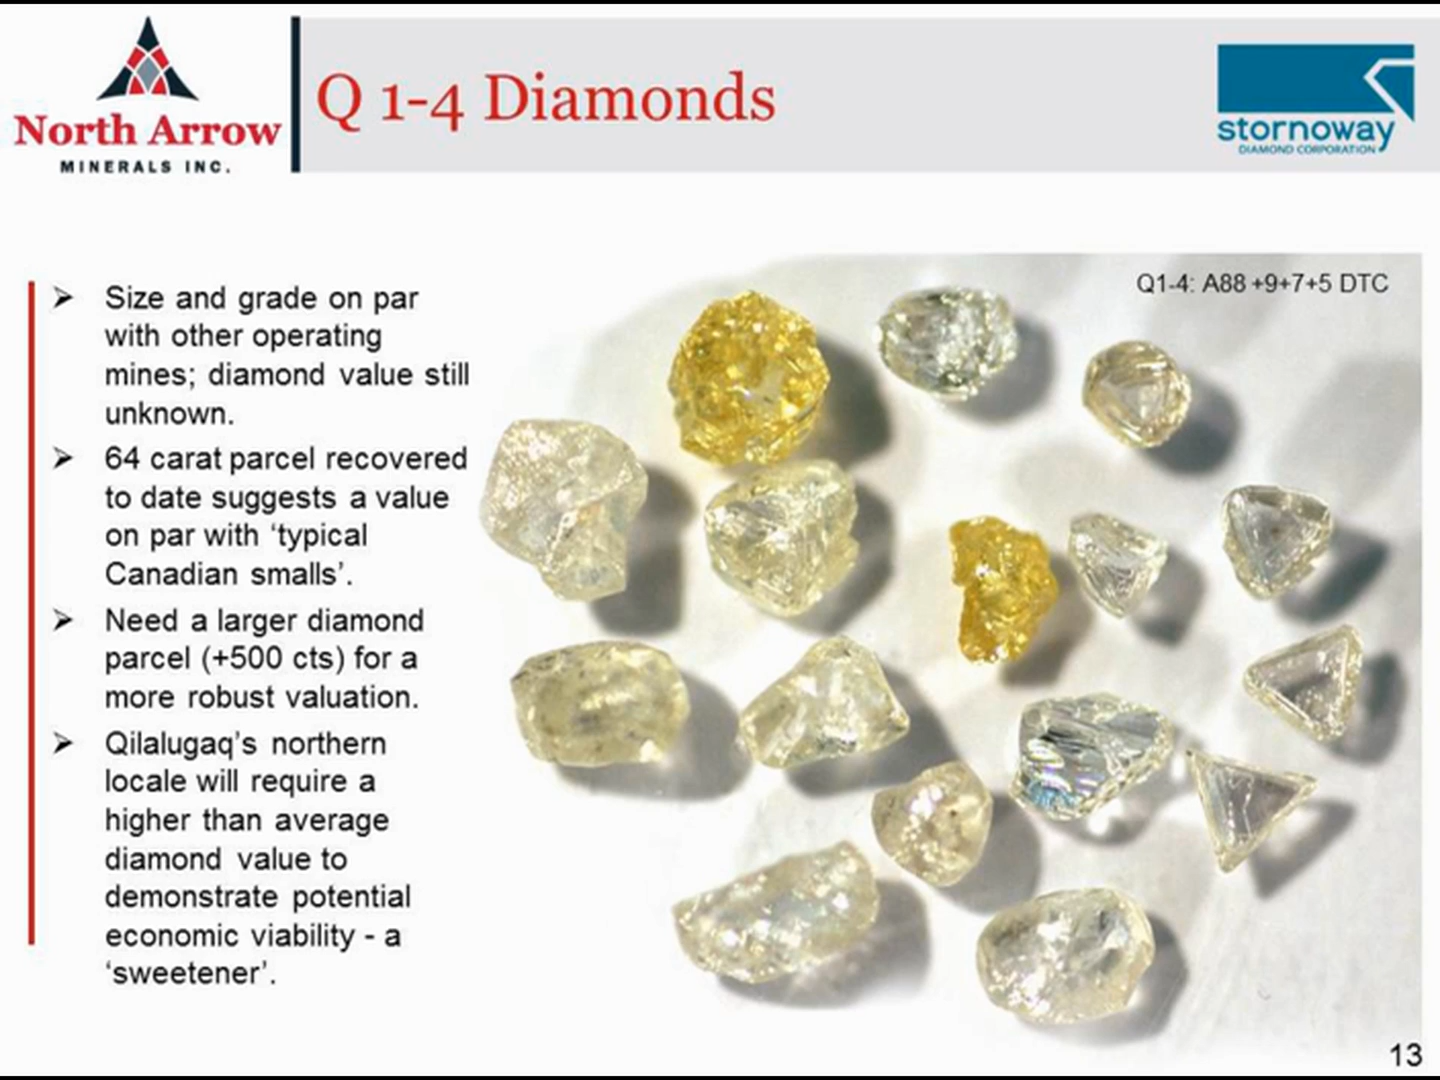 North Arrow
MINERALS INC.
Q 1-4 Diamonds
stornoway
DIAMOND CORPORATION
Q1-4: A88 +9+7+5 DTC
➢ Size and grade on par
with other operating
mines; diamond value still
unknown.
➢ 64 carat parcel recovered
to date suggests a value
on par with ‘typical
Canadian smalls’.
➢ Need a larger diamond
parcel (+500 cts) for a
more robust valuation.
➢ Qilalugaq’s northern
locale will require a
higher than average
diamond value to
demonstrate potential
economic viability - a
‘sweetener’.
13